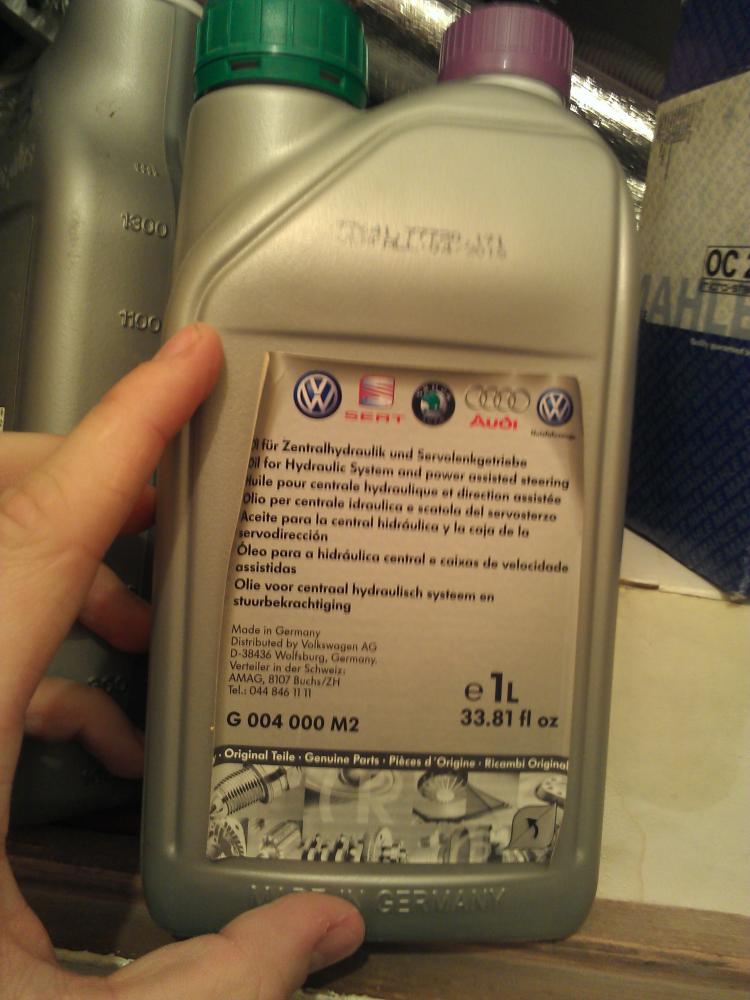 1300
1100
OC 2
MAHLE
SEAT
Audi
für Zentralhydraulik und Servolenkgetriebe
Oil for Hydraulic System and power assisted steering
Huile pour centrale hydraulique et direction assistée
Olio per centrale idraulica e scatola del servosterzo
Aceite para la central hidráulica y la caja de la
servodirección
Óleo para a hidráulica central e caixas de velocidade
assistidas
Olie voor centraal hydraulisch systeem en
stuurbekrachtiging
Made in Germany
Distributed by Volkswagen AG
D-38436 Wolfsburg, Germany.
Verteiler in der Schweiz:
AMAG, 8107 Buchs/ZH
Tel.: 044 846 11 11
e 1L
G 004 000 M2
33.81 fl oz
· Original Teile · Genuine Parts · Pièces d'Origine · Ricambi Original
MADE IN GERMANY